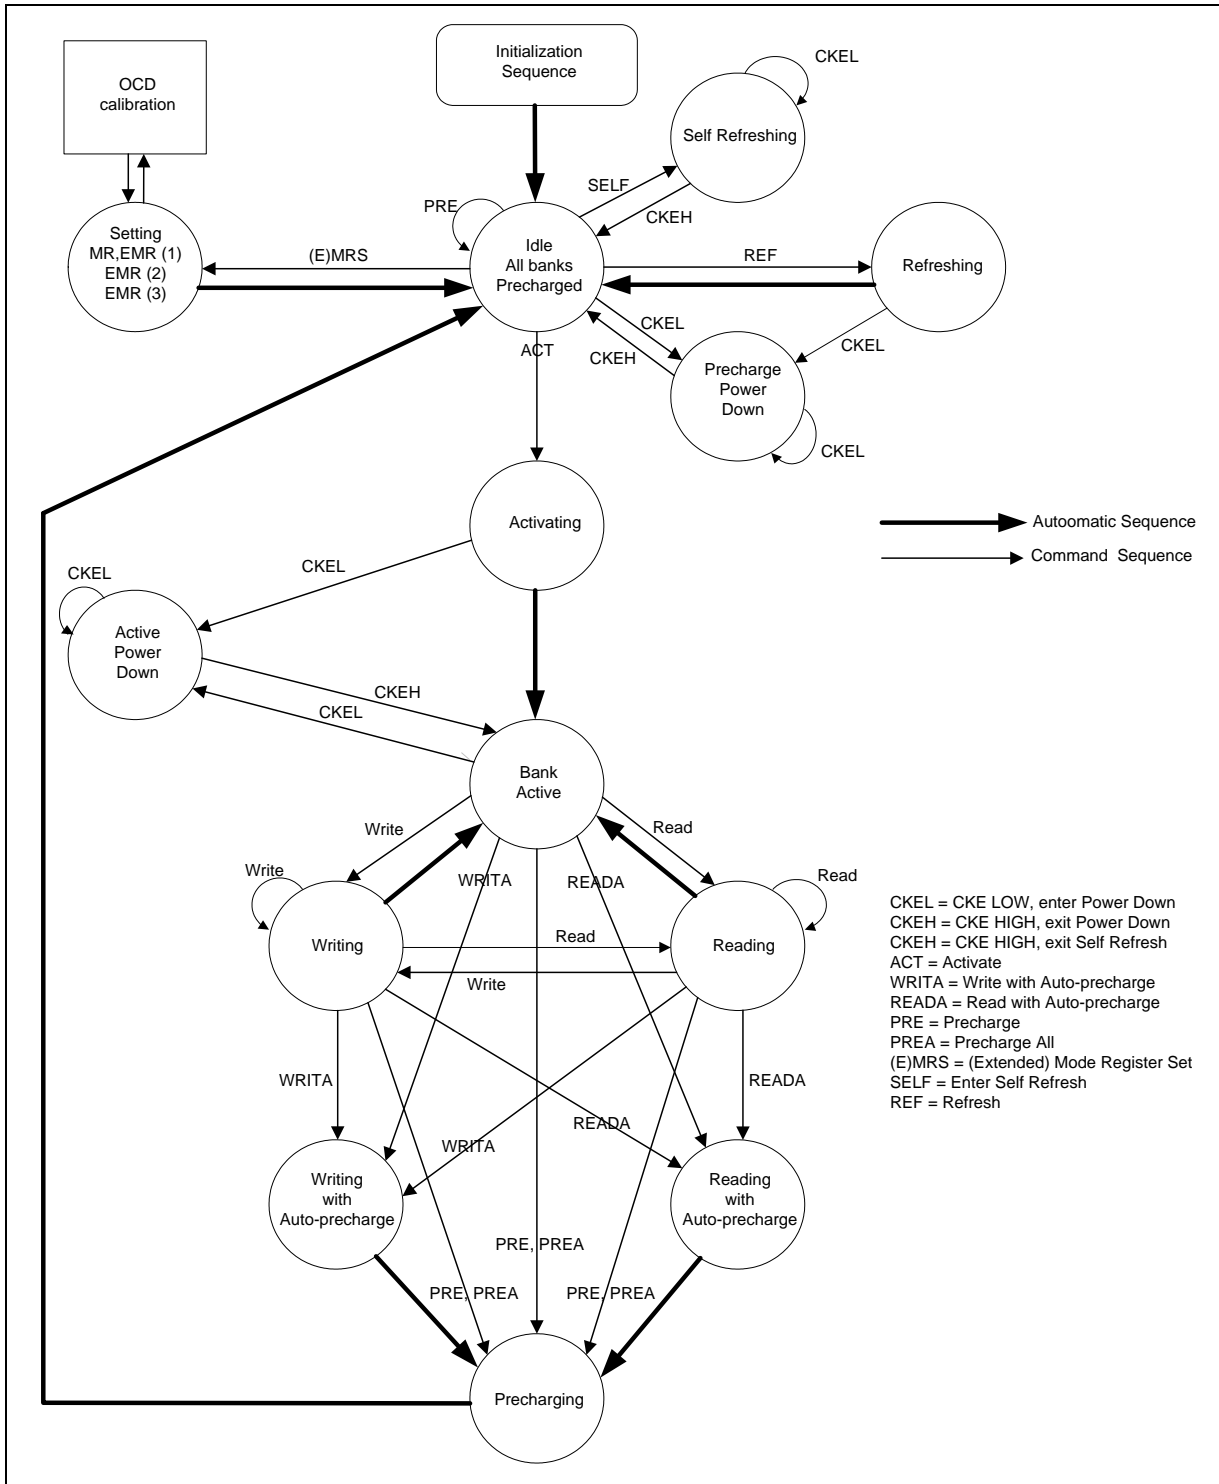 Initialization
Sequence
OCD
calibration
CKEL
Self Refreshing
SELF
PRE
CKEH
Setting
MR,EMR (1)
EMR (2)
EMR (3)
(E)MRS
Idle
All banks
Precharged
REF
Refreshing
CKEL
CKEH
CKEL
ACT
Precharge
Power
Down
CKEL
Activating
Autoomatic Sequence
Command Sequence
CKEL
CKEL
Active
Power
Down
CKEH
CKEL
Bank
Active
Write
Read
Write
WRITA
READA
Read
Writing
Read
Reading
Write
CKEL = CKE LOW, enter Power Down
CKEH = CKE HIGH, exit Power Down
CKEH = CKE HIGH, exit Self Refresh
ACT = Activate
WRITA = Write with Auto-precharge
READA = Read with Auto-precharge
PRE = Precharge
PREA = Precharge All
(E)MRS = (Extended) Mode Register Set
SELF = Enter Self Refresh
REF = Refresh
WRITA
READA
READA
WRITA
Writing
with
Auto-precharge
Reading
with
Auto-precharge
PRE, PREA
PRE, PREA
PRE, PREA
Precharging